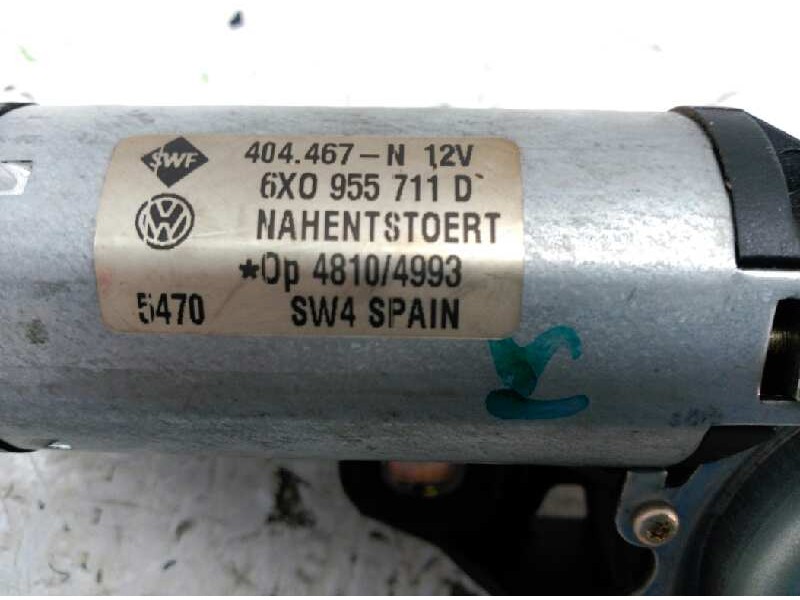 SWF 404.467-N 12V
6X0 955 711 D
NAHENTSTOERT
*Op 4810/4993
5470 SW4 SPAIN